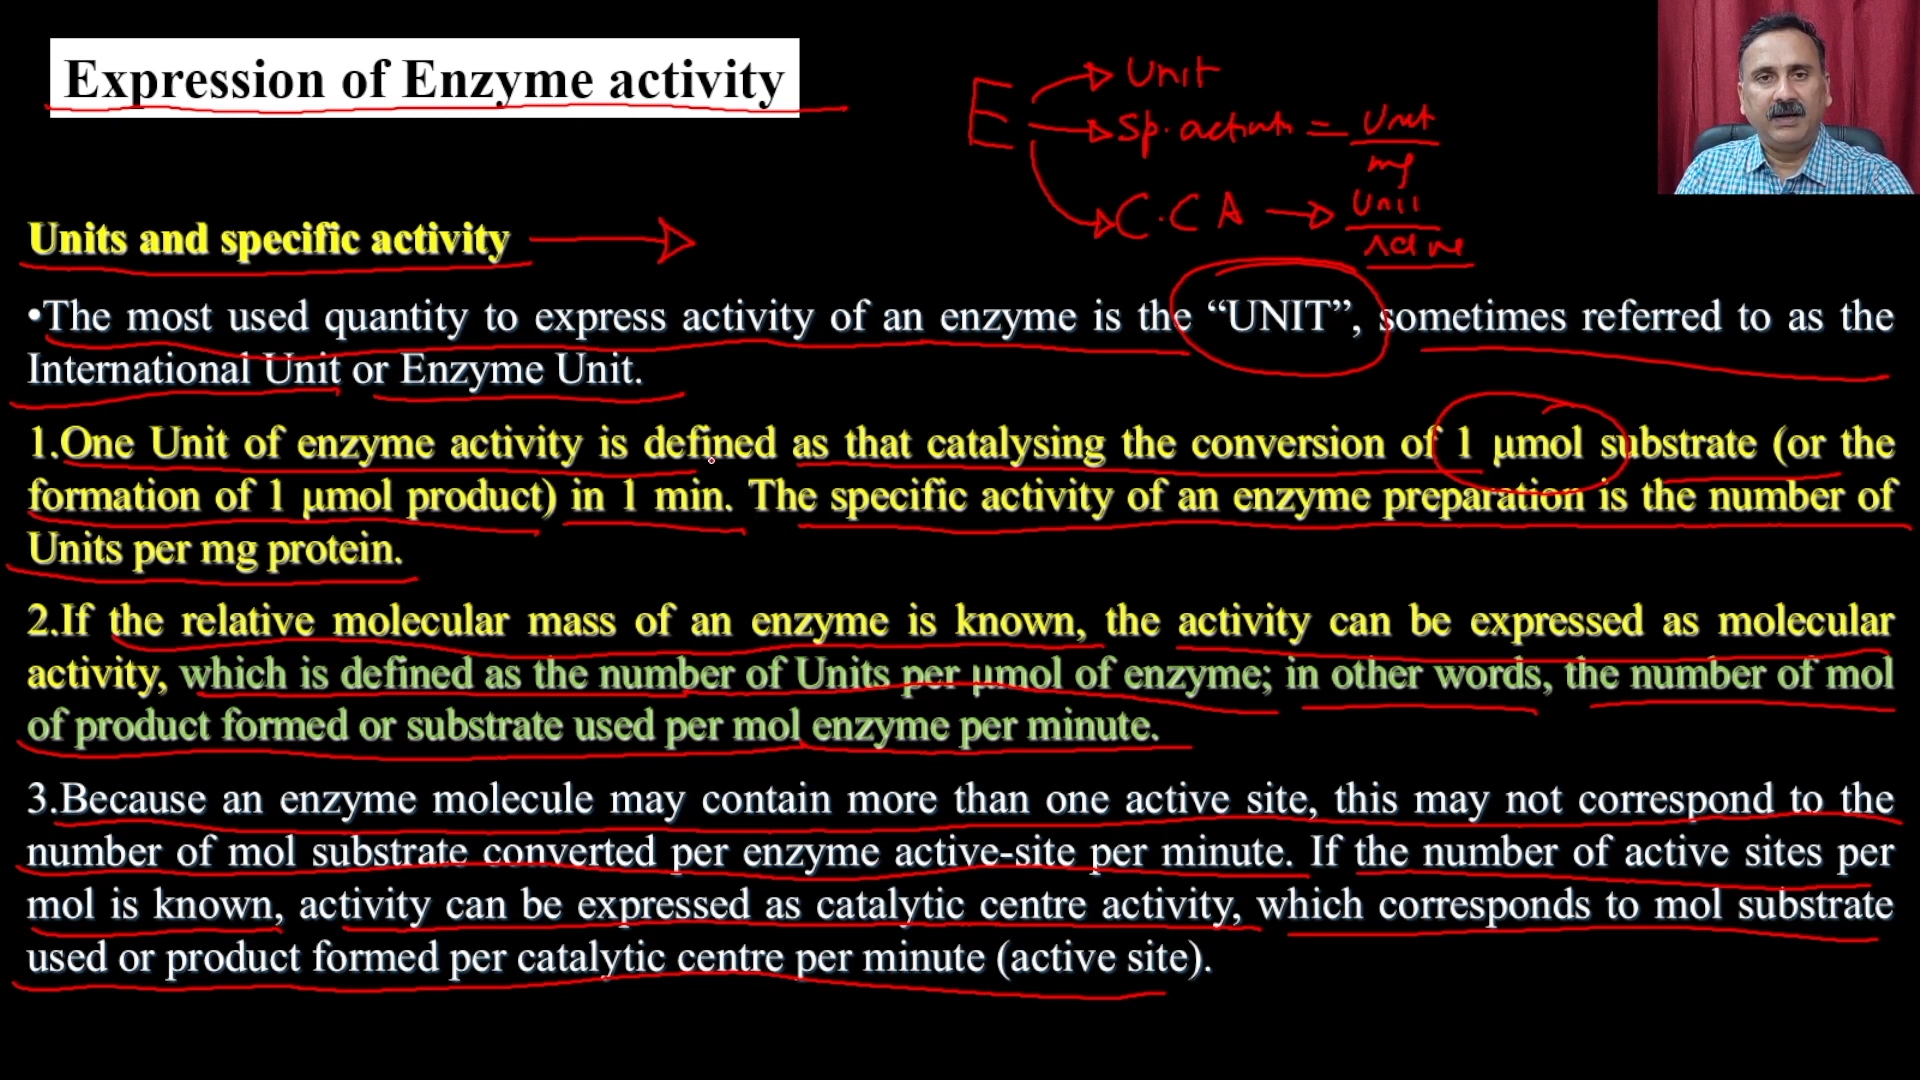 Expression of Enzyme activity
E
Unit
Sp. activity = Unit
mg
C.C A → Unit
Active
Units and specific activity
•The most used quantity to express activity of an enzyme is the “UNIT”, sometimes referred to as the
International Unit or Enzyme Unit.
1.One Unit of enzyme activity is defined as that catalysing the conversion of 1 μmol substrate (or the
formation of 1 μmol product) in 1 min. The specific activity of an enzyme preparation is the number of
Units per mg protein.
2.If the relative molecular mass of an enzyme is known, the activity can be expressed as molecular
activity, which is defined as the number of Units per μmol of enzyme; in other words, the number of mol
of product formed or substrate used per mol enzyme per minute.
3.Because an enzyme molecule may contain more than one active site, this may not correspond to the
number of mol substrate converted per enzyme active-site per minute. If the number of active sites per
mol is known, activity can be expressed as catalytic centre activity, which corresponds to mol substrate
used or product formed per catalytic centre per minute (active site).